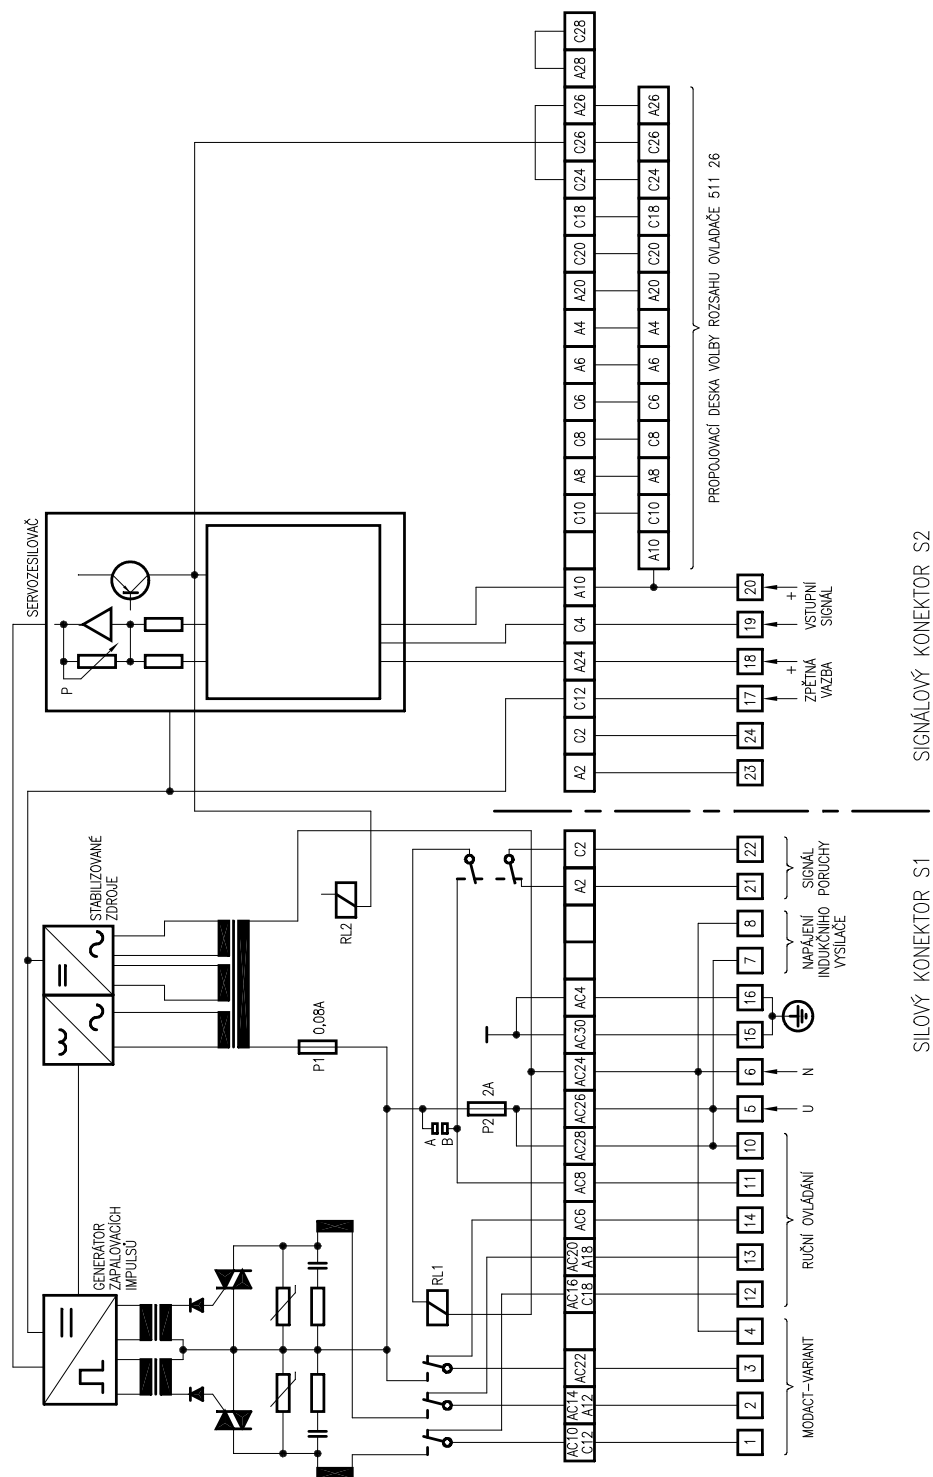 SERVOZESILOVAČ
P
STABILIZOVANÉ
ZDROJE
GENERÁTOR
ZAPALOVACÍCH
IMPULSŮ
RL2
P1 0,08A
P2 2A
A
B
RL1
C28
A28
A26
C26
C24
C18
C20
A20
A4
A6
C6
C8
A8
C10
A10
C4
A24
C12
C2
A2
A26
C26
C24
C18
C20
A20
A4
A6
C6
C8
A8
C10
A10
PROPOJOVACÍ DESKA VOLBY ROZSAHU OVLADAČE 511 26
20
19
18
17
24
23
+
VSTUPNÍ
SIGNÁL
+
ZPĚTNÁ
VAZBA
SIGNÁLOVÝ KONEKTOR S2
C2
A2
AC4
AC30
AC24
AC26
AC28
AC8
AC6
AC20
A18
AC16
C18
AC22
AC14
A12
AC10
C12
22
21
8
7
16
15
6
5
10
11
14
13
12
4
3
2
1
SIGNÁL
PORUCHY
NAPÁJENÍ
INDUKČNÍHO
VYSÍLAČE
N
U
RUČNÍ OVLÁDÁNÍ
MODACT-VARIANT
SILOVÝ KONEKTOR S1